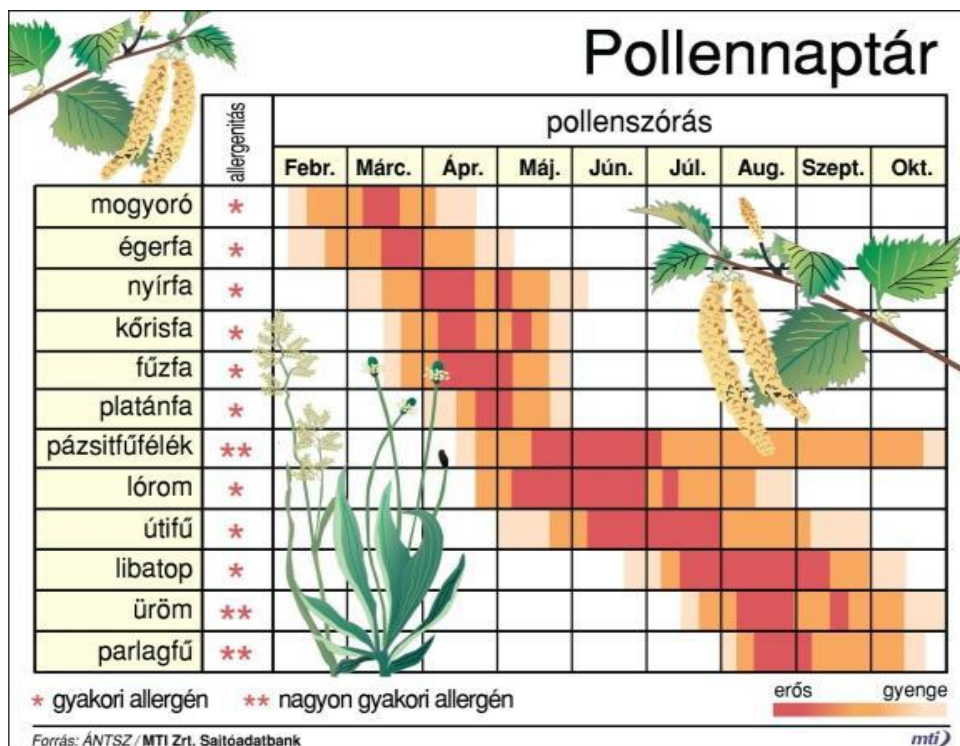 Pollennaptár
allergenitás
pollenszórás
Febr. Márc. Ápr. Máj. Jún. Júl. Aug. Szept. Okt.
mogyoró *
égerfa *
nyírfa *
kőrisfa *
fűzfa *
platánfa *
pázsitfűfélék **
lórom *
útifű *
libatop *
üröm **
parlagfű **
* gyakori allergén ** nagyon gyakori allergén
erős gyenge
Forrás: ÁNTSZ / MTI Zrt. Sajtóadatbank
mti